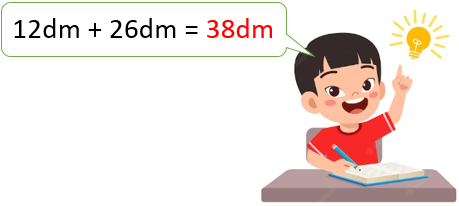 12dm + 26dm = 38dm